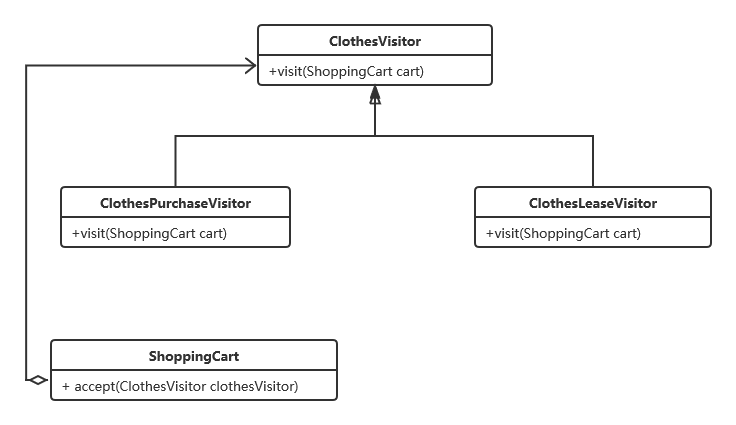 ClothesVisitor
+visit(ShoppingCart cart)
ClothesPurchaseVisitor
+visit(ShoppingCart cart)
ClothesLeaseVisitor
+visit(ShoppingCart cart)
ShoppingCart
+ accept(ClothesVisitor clothesVisitor)